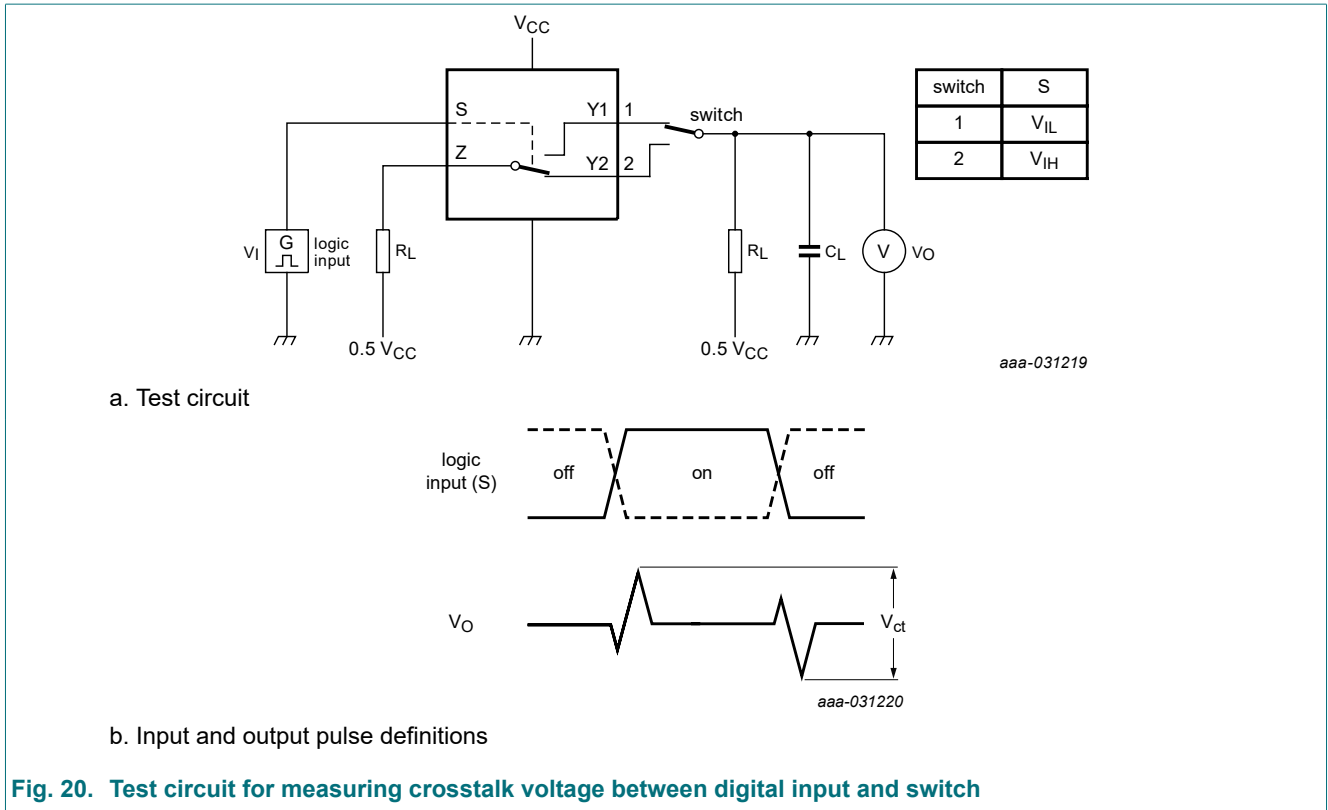 VCC
S
Y1
1
switch
Z
Y2
2
switch S
1 VIL
2 VIH
VI
G
logic
input
RL
RL
CL
V
VO
0.5 VCC
0.5 VCC
aaa-031219
a. Test circuit
logic
input (S)
off
on
off
VO
Vct
aaa-031220
b. Input and output pulse definitions
Fig. 20. Test circuit for measuring crosstalk voltage between digital input and switch